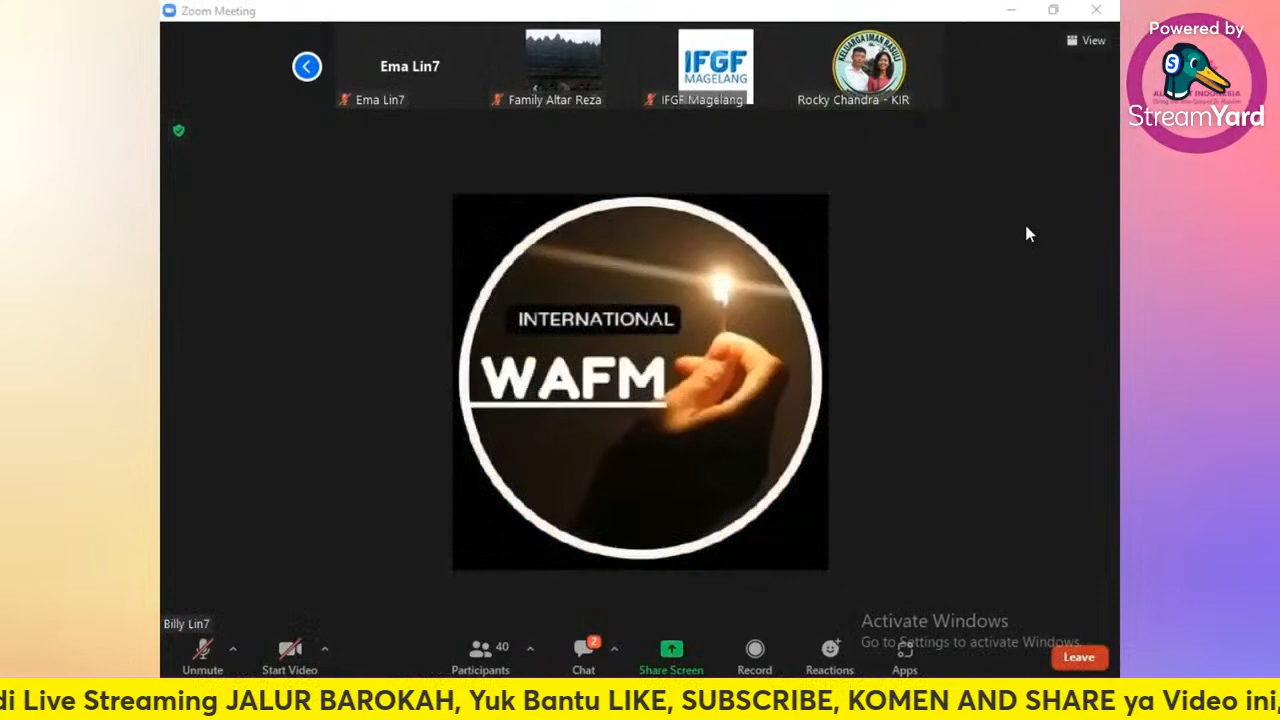 Zoom Meeting
Powered by
StreamYard
View
Ema Lin7
IFGF
MAGELANG
KELUARGA IMAN
Ema Lin7
Family Altar Reza
IFGF Magelang
Rocky Chandra - KIR
INTERNATIONAL
WAFM
Billy Lin7
Activate Windows
Go to Settings to activate Windows.
40
2
Unmute
Start Video
Participants
Chat
Share Screen
Record
Reactions
Apps
Leave
di Live Streaming JALUR BAROKAH, Yuk Bantu LIKE, SUBSCRIBE, KOMEN AND SHARE ya Video ini,